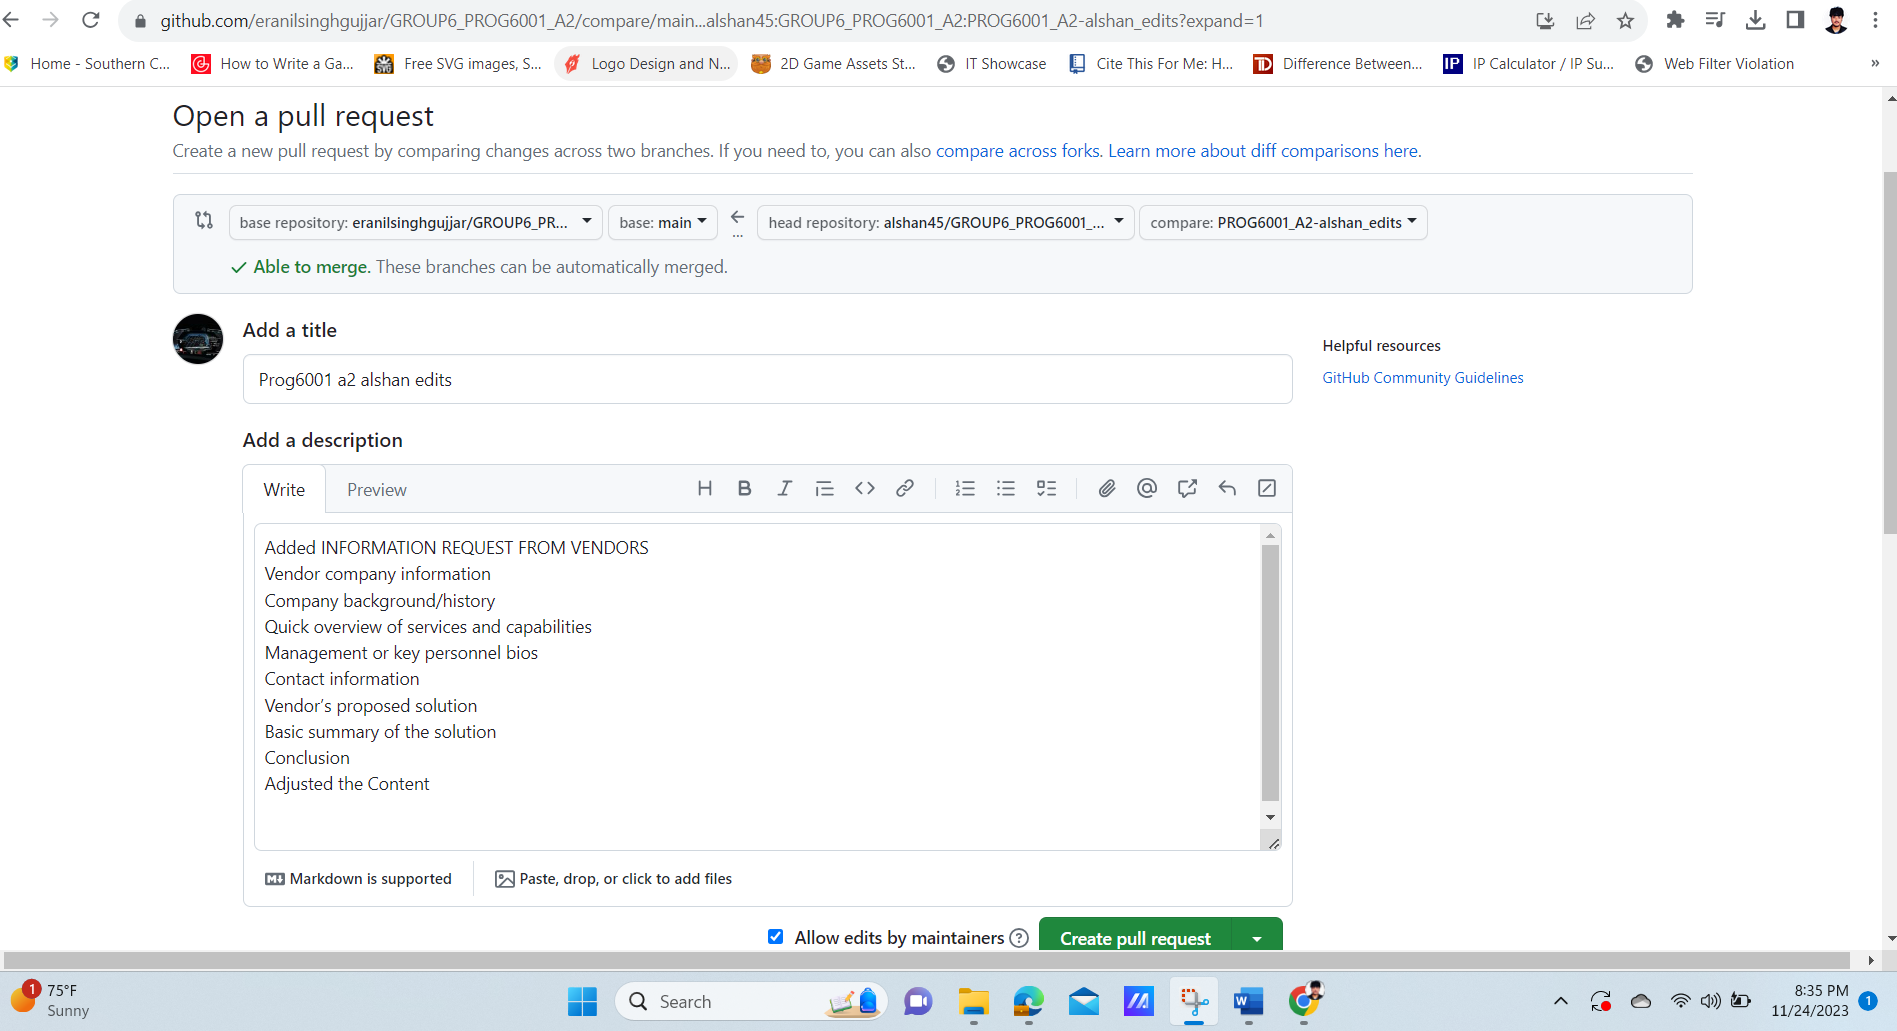 github.com/eranilsinghgujjar/GROUP6_PROG6001_A2/compare/main...alshan45:GROUP6_PROG6001_A2:PROG6001_A2-alshan_edits?expand=1
Home - Southern C...
How to Write a Ga...
Free SVG images, S...
Logo Design and N...
2D Game Assets St...
IT Showcase
Cite This For Me: H...
TD
Difference Between...
IP
IP Calculator / IP Su...
Web Filter Violation
»
Open a pull request
Create a new pull request by comparing changes across two branches. If you need to, you can also compare across forks. Learn more about diff comparisons here.
base repository: eranilsinghgujjar/GROUP6_PR...
base: main
...
head repository: alshan45/GROUP6_PROG6001_...
compare: PROG6001_A2-alshan_edits
Able to merge. These branches can be automatically merged.
Add a title
Prog6001 a2 alshan edits
Helpful resources
GitHub Community Guidelines
Add a description
Write
Preview
H B I
Added INFORMATION REQUEST FROM VENDORS
Vendor company information
Company background/history
Quick overview of services and capabilities
Management or key personnel bios
Contact information
Vendor's proposed solution
Basic summary of the solution
Conclusion
Adjusted the Content
Markdown is supported
Paste, drop, or click to add files
Allow edits by maintainers
Create pull request
1
75°F
Sunny
Search
8:35 PM
11/24/2023
1